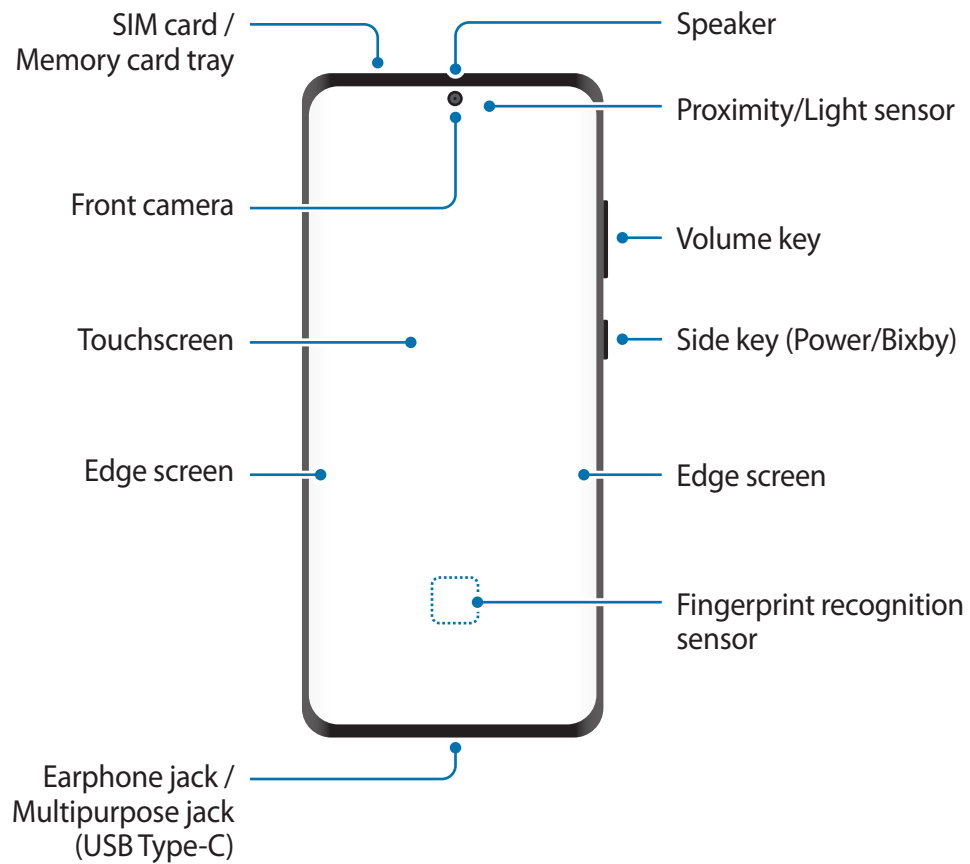 SIM card /
Memory card tray
Speaker
Proximity/Light sensor
Front camera
Volume key
Touchscreen
Side key (Power/Bixby)
Edge screen
Edge screen
Fingerprint recognition
sensor
Earphone jack /
Multipurpose jack
(USB Type-C)